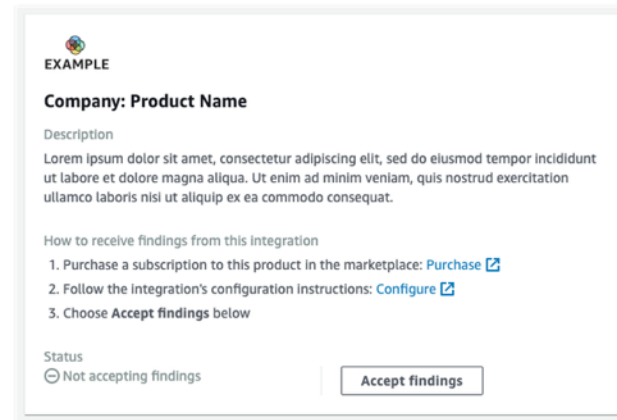 EXAMPLE
Company: Product Name
Description
Lorem ipsum dolor sit amet, consectetur adipiscing elit, sed do eiusmod tempor incididunt
ut labore et dolore magna aliqua. Ut enim ad minim veniam, quis nostrud exercitation
ullamco laboris nisi ut aliquip ex ea commodo consequat.
How to receive findings from this integration
1. Purchase a subscription to this product in the marketplace: Purchase
2. Follow the integration's configuration instructions: Configure
3. Choose Accept findings below
Status
Not accepting findings
Accept findings